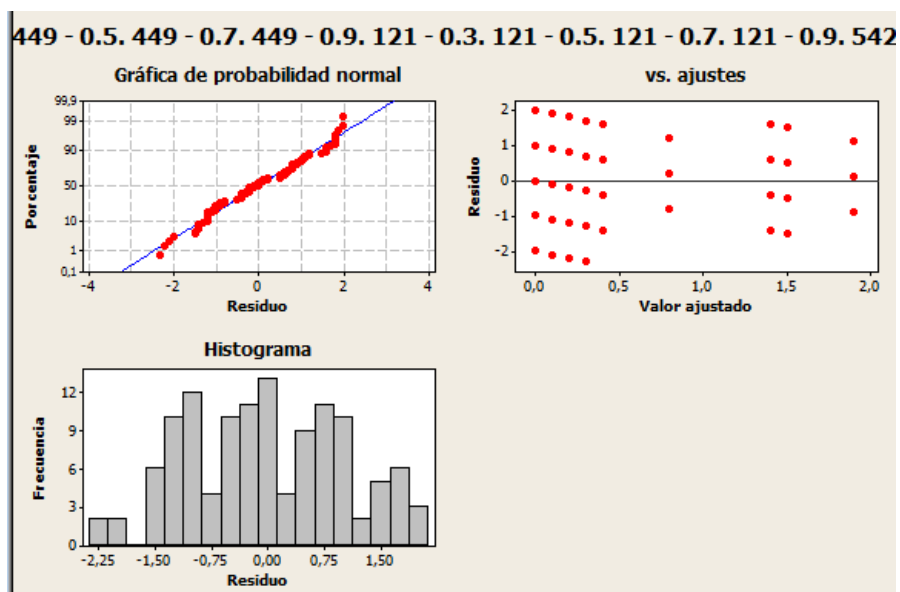 449 - 0.5. 449 - 0.7. 449 - 0.9. 121 - 0.3. 121 - 0.5. 121 - 0.7. 121 - 0.9. 542
Gráfica de probabilidad normal
99,9
99
90
50
10
1
0,1
Porcentaje
-4 -2 0 2 4
Residuo
vs. ajustes
2
1
0
-1
-2
Residuo
0,0 0,5 1,0 1,5 2,0
Valor ajustado
Histograma
12
9
6
3
0
Frecuencia
-2,25 -1,50 -0,75 0,00 0,75 1,50
Residuo